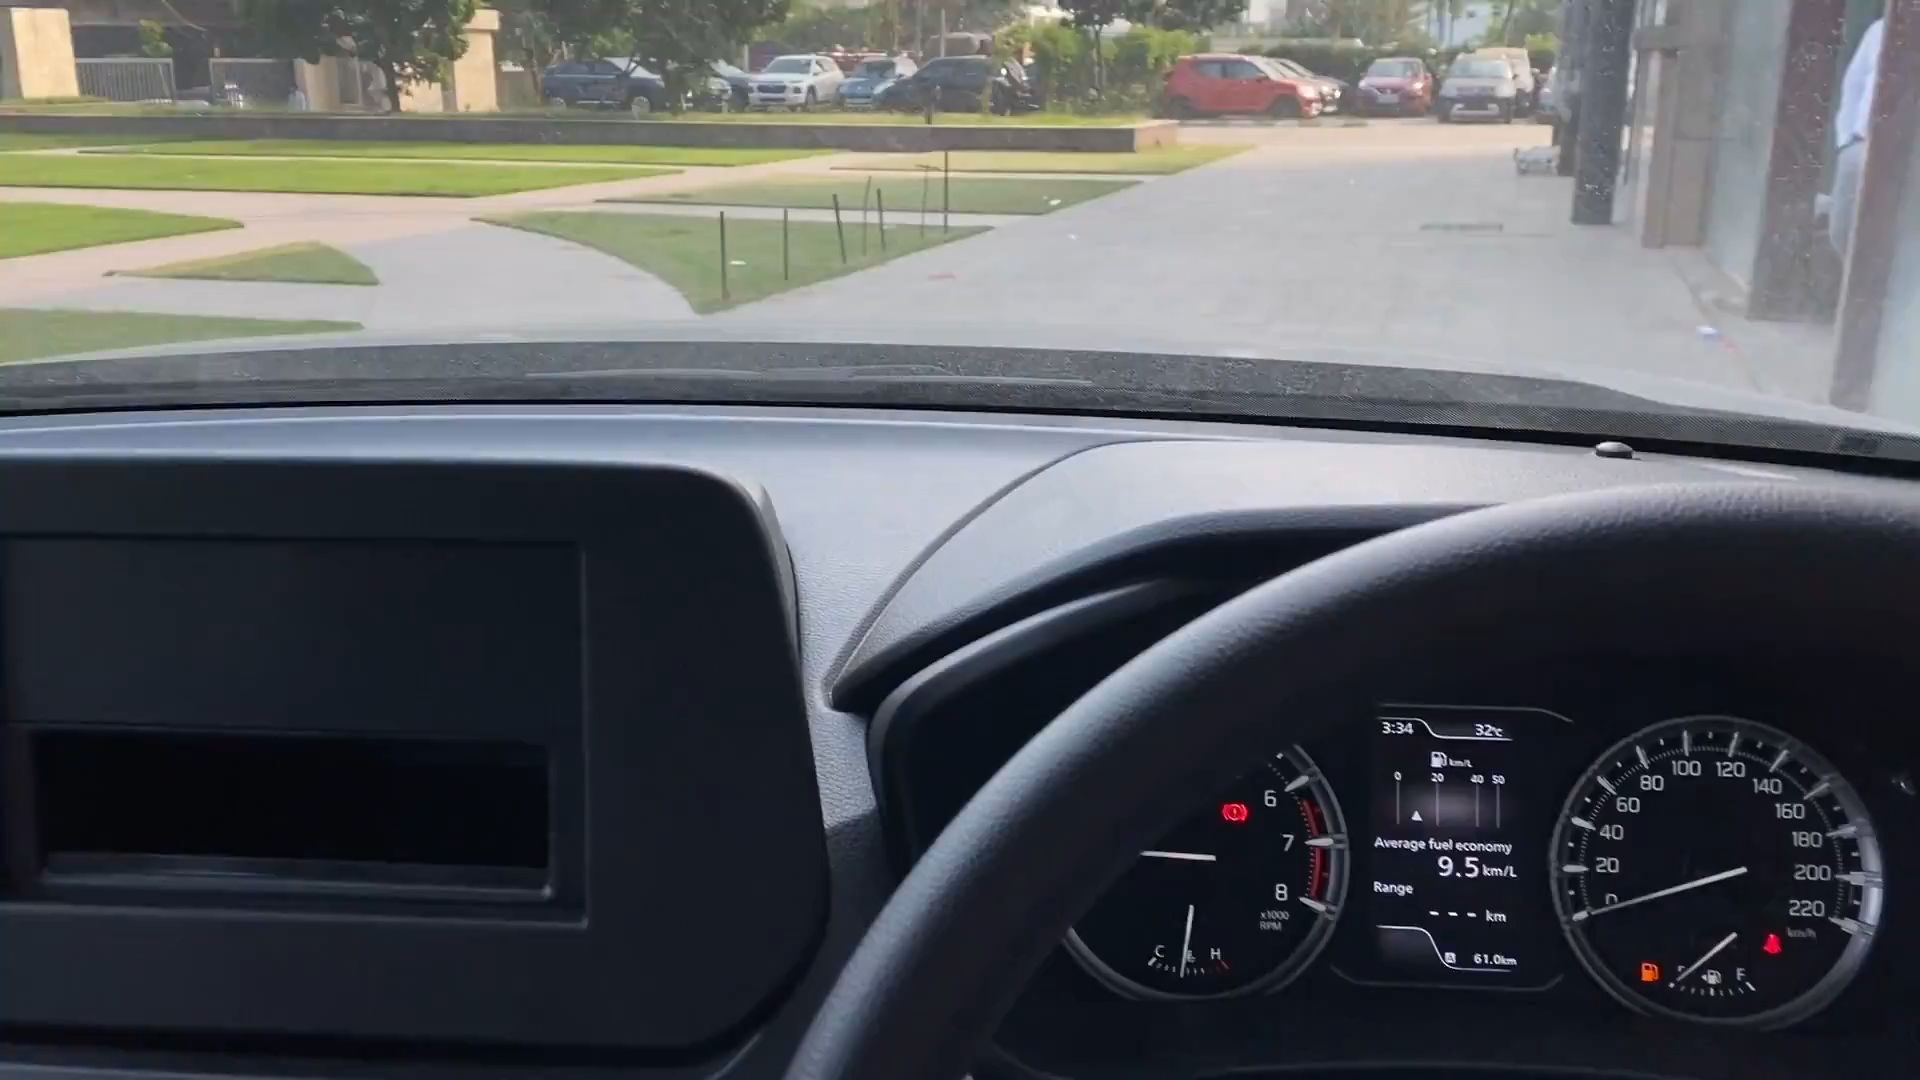 3:34 32°c
km/L
0 20 40 50
Average fuel economy
9.5 km/L
Range
--- km
A 61.0km
6
7
8
x1000
RPM
C H
0 20 40 60 80 100 120 140 160 180 200 220
km/h
F